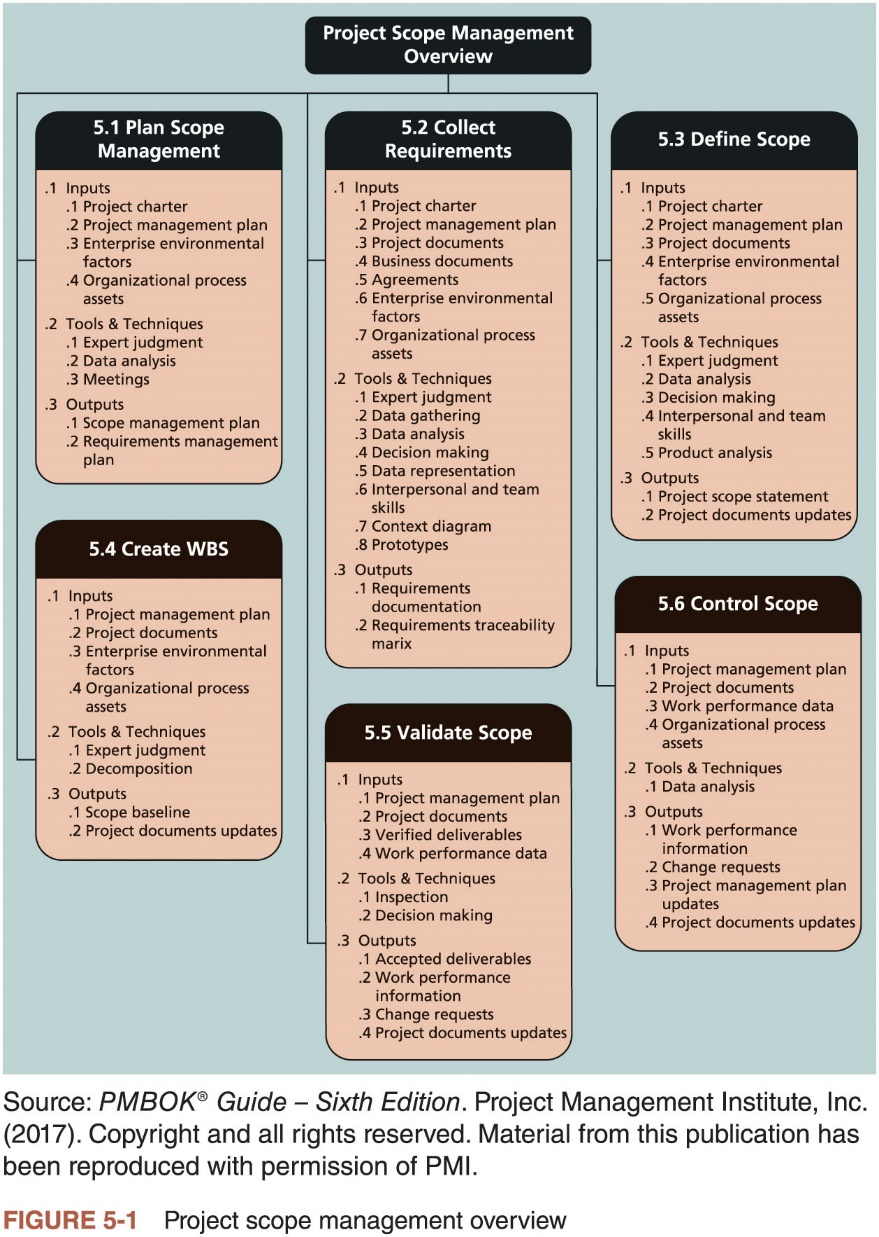 Project Scope Management
Overview
5.1 Plan Scope
Management
.1 Inputs
.1 Project charter
.2 Project management plan
.3 Enterprise environmental
factors
.4 Organizational process
assets
.2 Tools & Techniques
.1 Expert judgment
.2 Data analysis
.3 Meetings
.3 Outputs
.1 Scope management plan
.2 Requirements management
plan
5.2 Collect
Requirements
.1 Inputs
.1 Project charter
.2 Project management plan
.3 Project documents
.4 Business documents
.5 Agreements
.6 Enterprise environmental
factors
.7 Organizational process
assets
.2 Tools & Techniques
.1 Expert judgment
.2 Data gathering
.3 Data analysis
.4 Decision making
.5 Data representation
.6 Interpersonal and team
skills
.7 Context diagram
.8 Prototypes
.3 Outputs
.1 Requirements
documentation
.2 Requirements traceability
marix
5.3 Define Scope
.1 Inputs
.1 Project charter
.2 Project management plan
.3 Project documents
.4 Enterprise environmental
factors
.5 Organizational process
assets
.2 Tools & Techniques
.1 Expert judgment
.2 Data analysis
.3 Decision making
.4 Interpersonal and team
skills
.5 Product analysis
.3 Outputs
.1 Project scope statement
.2 Project documents updates
5.4 Create WBS
.1 Inputs
.1 Project management plan
.2 Project documents
.3 Enterprise environmental
factors
.4 Organizational process
assets
.2 Tools & Techniques
.1 Expert judgment
.2 Decomposition
.3 Outputs
.1 Scope baseline
.2 Project documents updates
5.5 Validate Scope
.1 Inputs
.1 Project management plan
.2 Project documents
.3 Verified deliverables
.4 Work performance data
.2 Tools & Techniques
.1 Inspection
.2 Decision making
.3 Outputs
.1 Accepted deliverables
.2 Work performance
information
.3 Change requests
.4 Project documents updates
5.6 Control Scope
.1 Inputs
.1 Project management plan
.2 Project documents
.3 Work performance data
.4 Organizational process
assets
.2 Tools & Techniques
.1 Data analysis
.3 Outputs
.1 Work performance
information
.2 Change requests
.3 Project management plan
updates
.4 Project documents updates
Source: PMBOK® Guide – Sixth Edition. Project Management Institute, Inc.
(2017). Copyright and all rights reserved. Material from this publication has
been reproduced with permission of PMI.
FIGURE 5-1 Project scope management overview